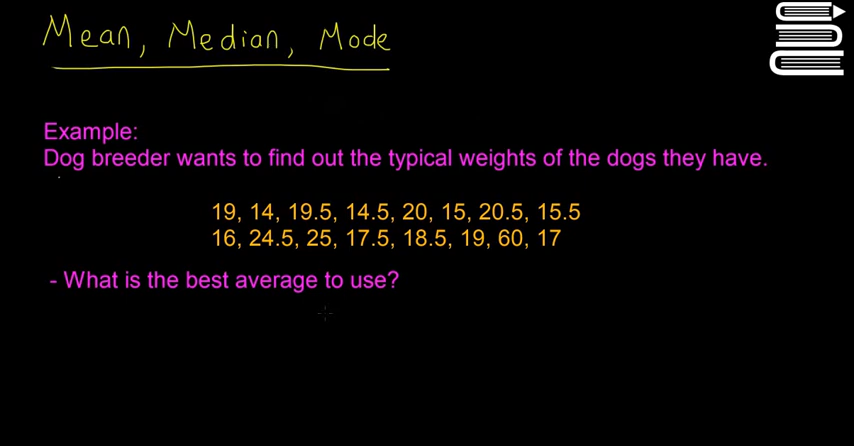 Mean, Median, Mode
Example:
Dog breeder wants to find out the typical weights of the dogs they have.
19, 14, 19.5, 14.5, 20, 15, 20.5, 15.5
16, 24.5, 25, 17.5, 18.5, 19, 60, 17
- What is the best average to use?